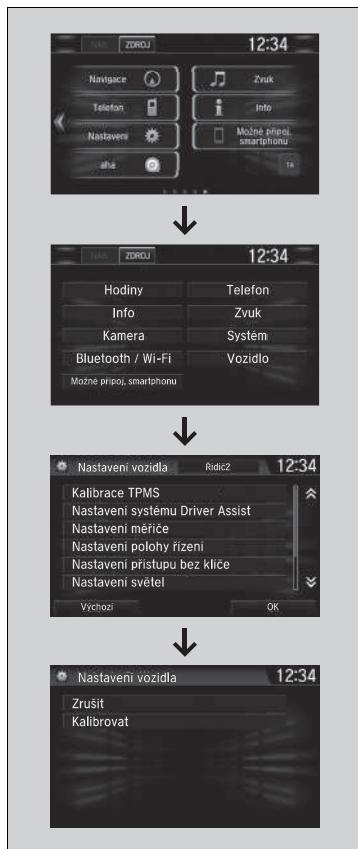 NAV. ZDROJ 12:34
Navigace Zvuk
Telefon Info
Nastavení Možné připoj.
smartphonu
aha TA
NAV. ZDROJ 12:34
Hodiny Telefon
Info Zvuk
Kamera Systém
Bluetooth / Wi-Fi Vozidlo
Možné připoj. smartphonu
Nastavení vozidla Řidič2 12:34
Kalibrace TPMS
Nastavení systému Driver Assist
Nastavení měřiče
Nastavení polohy řízení
Nastavení přístupu bez klíče
Nastavení světel
Výchozí OK
Nastavení vozidla 12:34
Zrušit
Kalibrovat